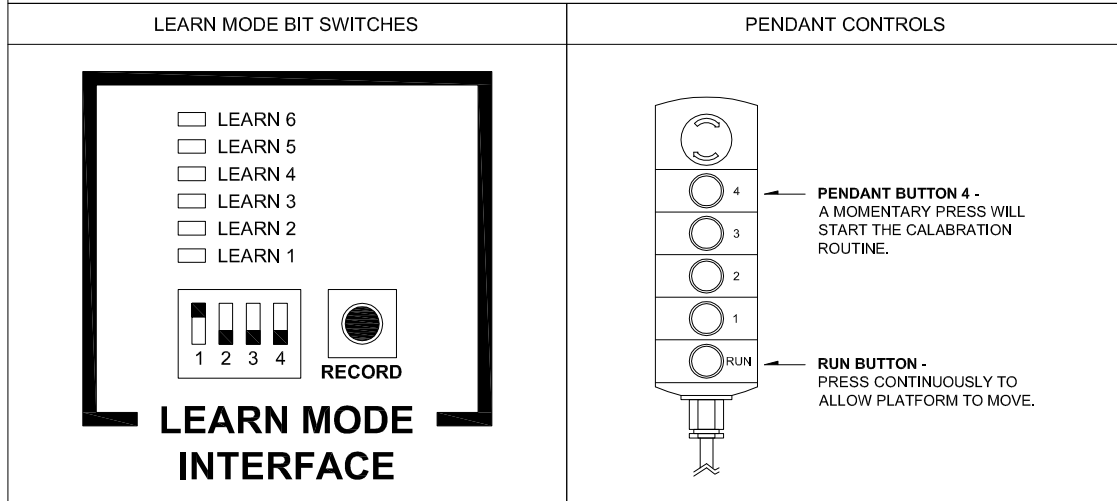 LEARN MODE BIT SWITCHES
LEARN 6
LEARN 5
LEARN 4
LEARN 3
LEARN 2
LEARN 1
1 2 3 4
RECORD
LEARN MODE
INTERFACE
PENDANT CONTROLS
4
3
2
1
RUN
PENDANT BUTTON 4 -
A MOMENTARY PRESS WILL
START THE CALABRATION
ROUTINE.
RUN BUTTON -
PRESS CONTINUOUSLY TO
ALLOW PLATFORM TO MOVE.